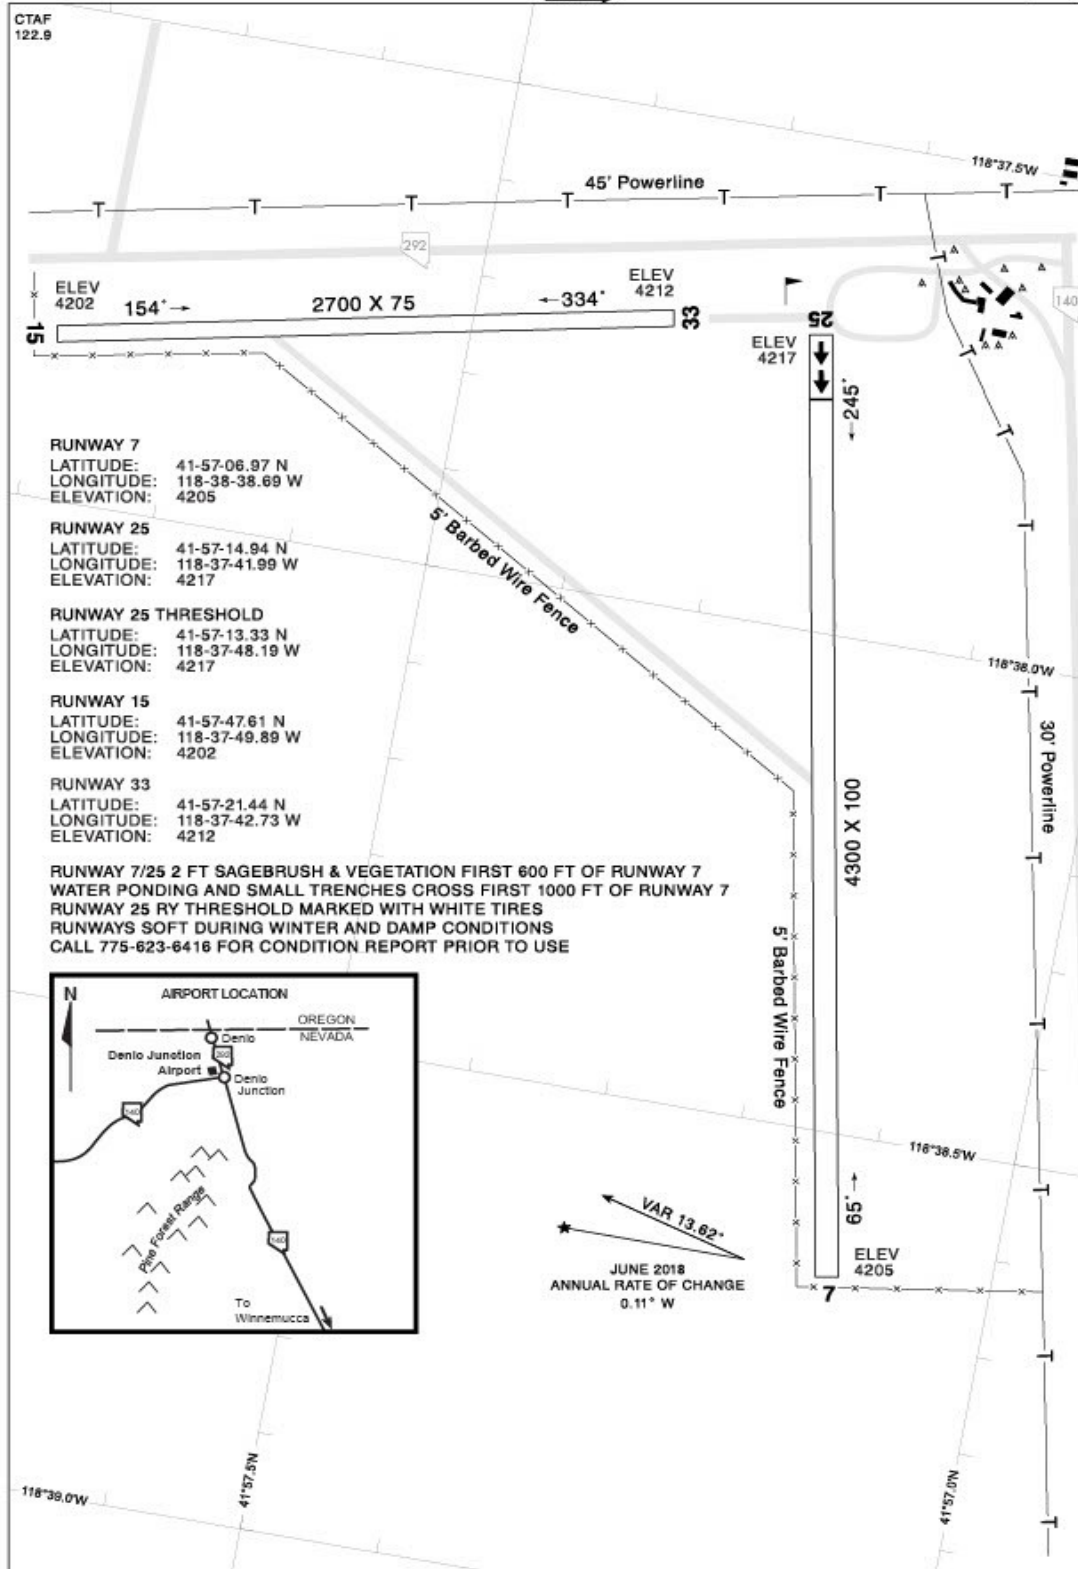 CTAF
122.9
118°37.5'W
45' Powerline
T T T T T T T
292
140
ELEV
4202
154°
2700 X 75
334°
ELEV
4212
15
33
25
ELEV
4217
245°
T
T
T
T
RUNWAY 7
LATITUDE: 41-57-06.97 N
LONGITUDE: 118-38-38.69 W
ELEVATION: 4205
RUNWAY 25
LATITUDE: 41-57-14.94 N
LONGITUDE: 118-37-41.99 W
ELEVATION: 4217
RUNWAY 25 THRESHOLD
LATITUDE: 41-57-13.33 N
LONGITUDE: 118-37-48.19 W
ELEVATION: 4217
RUNWAY 15
LATITUDE: 41-57-47.61 N
LONGITUDE: 118-37-49.89 W
ELEVATION: 4202
RUNWAY 33
LATITUDE: 41-57-21.44 N
LONGITUDE: 118-37-42.73 W
ELEVATION: 4212
5' Barbed Wire Fence
118°38.0'W
T
30' Powerline
T
4300 X 100
RUNWAY 7/25 2 FT SAGEBRUSH & VEGETATION FIRST 600 FT OF RUNWAY 7
WATER PONDING AND SMALL TRENCHES CROSS FIRST 1000 FT OF RUNWAY 7
RUNWAY 25 RY THRESHOLD MARKED WITH WHITE TIRES
RUNWAYS SOFT DURING WINTER AND DAMP CONDITIONS
CALL 775-623-6416 FOR CONDITION REPORT PRIOR TO USE
5' Barbed Wire Fence
T
N
AIRPORT LOCATION
OREGON
NEVADA
Denio
292
Denio Junction
Airport
Denio
Junction
140
Pine Forest Range
140
To
Winnemucca
118°38.5'W
T
65°
VAR 13.62°
JUNE 2018
ANNUAL RATE OF CHANGE
0.11° W
ELEV
4205
7
T
118°39.0'W
41°57.5'N
41°57.0'N
T